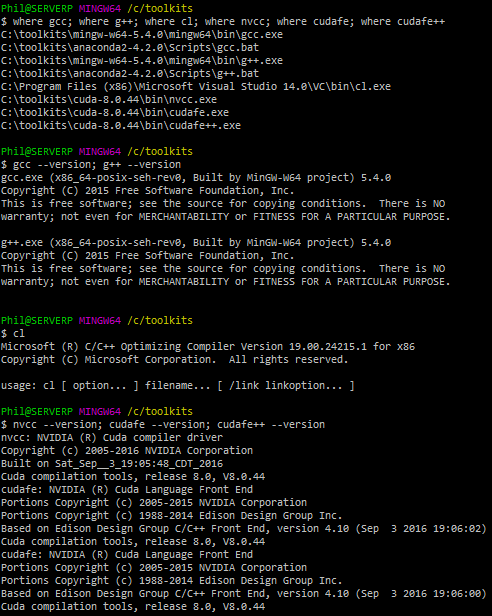 Phil@SERVERP MINGW64 /c/toolkits
$ where gcc; where g++; where cl; where nvcc; where cudafe; where cudafe++
C:\toolkits\mingw-w64-5.4.0\mingw64\bin\gcc.exe
C:\toolkits\anaconda2-4.2.0\Scripts\gcc.bat
C:\toolkits\mingw-w64-5.4.0\mingw64\bin\g++.exe
C:\toolkits\anaconda2-4.2.0\Scripts\g++.bat
C:\Program Files (x86)\Microsoft Visual Studio 14.0\VC\bin\cl.exe
C:\toolkits\cuda-8.0.44\bin\nvcc.exe
C:\toolkits\cuda-8.0.44\bin\cudafe.exe
C:\toolkits\cuda-8.0.44\bin\cudafe++.exe
Phil@SERVERP MINGW64 /c/toolkits
$ gcc --version; g++ --version
gcc.exe (x86_64-posix-seh-rev0, Built by MinGW-W64 project) 5.4.0
Copyright (C) 2015 Free Software Foundation, Inc.
This is free software; see the source for copying conditions.  There is NO
warranty; not even for MERCHANTABILITY or FITNESS FOR A PARTICULAR PURPOSE.
g++.exe (x86_64-posix-seh-rev0, Built by MinGW-W64 project) 5.4.0
Copyright (C) 2015 Free Software Foundation, Inc.
This is free software; see the source for copying conditions.  There is NO
warranty; not even for MERCHANTABILITY or FITNESS FOR A PARTICULAR PURPOSE.
Phil@SERVERP MINGW64 /c/toolkits
$ cl
Microsoft (R) C/C++ Optimizing Compiler Version 19.00.24215.1 for x86
Copyright (C) Microsoft Corporation.  All rights reserved.
usage: cl [ option... ] filename... [ /link linkoption... ]
Phil@SERVERP MINGW64 /c/toolkits
$ nvcc --version; cudafe --version; cudafe++ --version
nvcc: NVIDIA (R) Cuda compiler driver
Copyright (c) 2005-2016 NVIDIA Corporation
Built on Sat_Sep__3_19:05:48_CDT_2016
Cuda compilation tools, release 8.0, V8.0.44
cudafe: NVIDIA (R) Cuda Language Front End
Portions Copyright (c) 2005-2015 NVIDIA Corporation
Portions Copyright (c) 1988-2014 Edison Design Group Inc.
Based on Edison Design Group C/C++ Front End, version 4.10 (Sep  3 2016 19:06:02)
Cuda compilation tools, release 8.0, V8.0.44
cudafe: NVIDIA (R) Cuda Language Front End
Portions Copyright (c) 2005-2015 NVIDIA Corporation
Portions Copyright (c) 1988-2014 Edison Design Group Inc.
Based on Edison Design Group C/C++ Front End, version 4.10 (Sep  3 2016 19:06:00)
Cuda compilation tools, release 8.0, V8.0.44